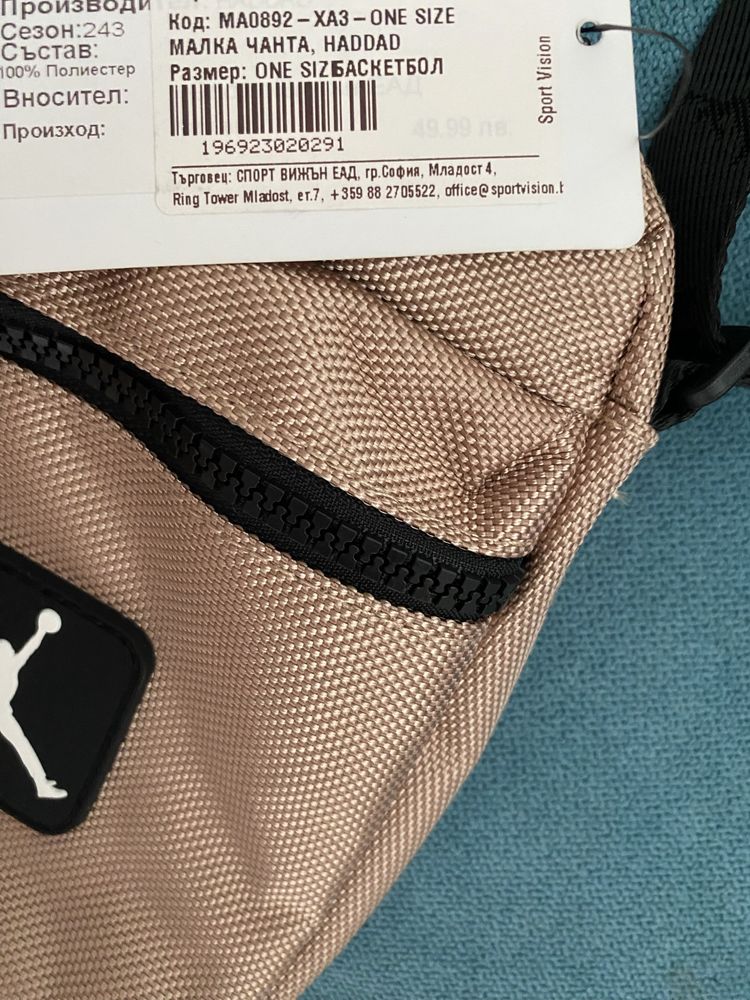 Производи
Сезон:243
Състав:
100% Полиестер
Вносител:
Произход:
Код: MA0892-XA3-ONE SIZE
МАЛКА ЧАНТА, HADDAD
Размер: ONE SIZE БАСКЕТБОЛ
196923020291
49.99 лв.
Търговец: СПОРТ ВИЖЪН ЕАД, гр.София, Младост 4,
Ring Tower Mladost, ет.7, +359 88 2705522, office@sportvision.b
Sport Vision